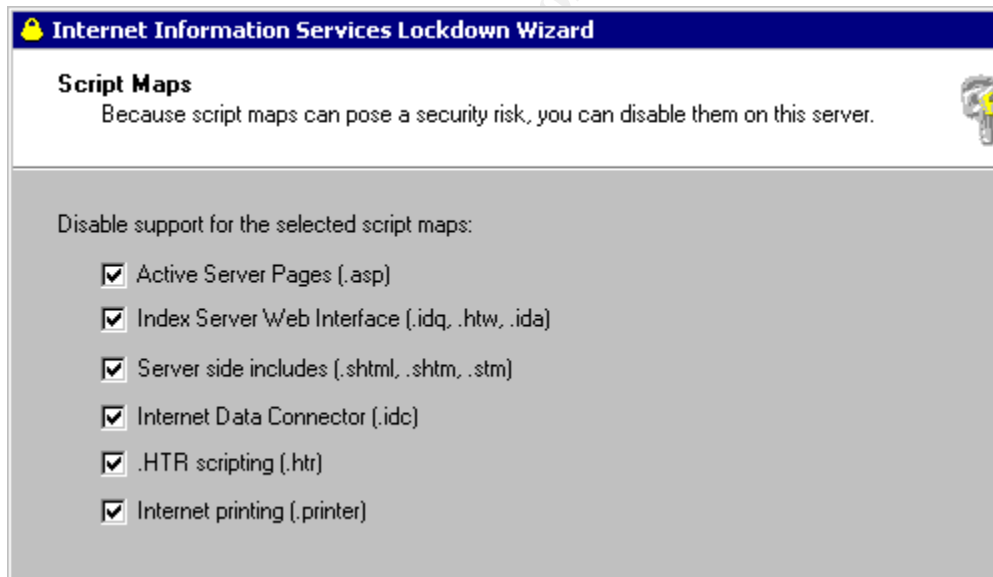 Internet Information Services Lockdown Wizard
Script Maps
Because script maps can pose a security risk, you can disable them on this server.
Disable support for the selected script maps:
Active Server Pages (.asp)
Index Server Web Interface (.idq, .htw, .ida)
Server side includes (.shtml, .shtm, .stm)
Internet Data Connector (.idc)
.HTR scripting (.htr)
Internet printing (.printer)